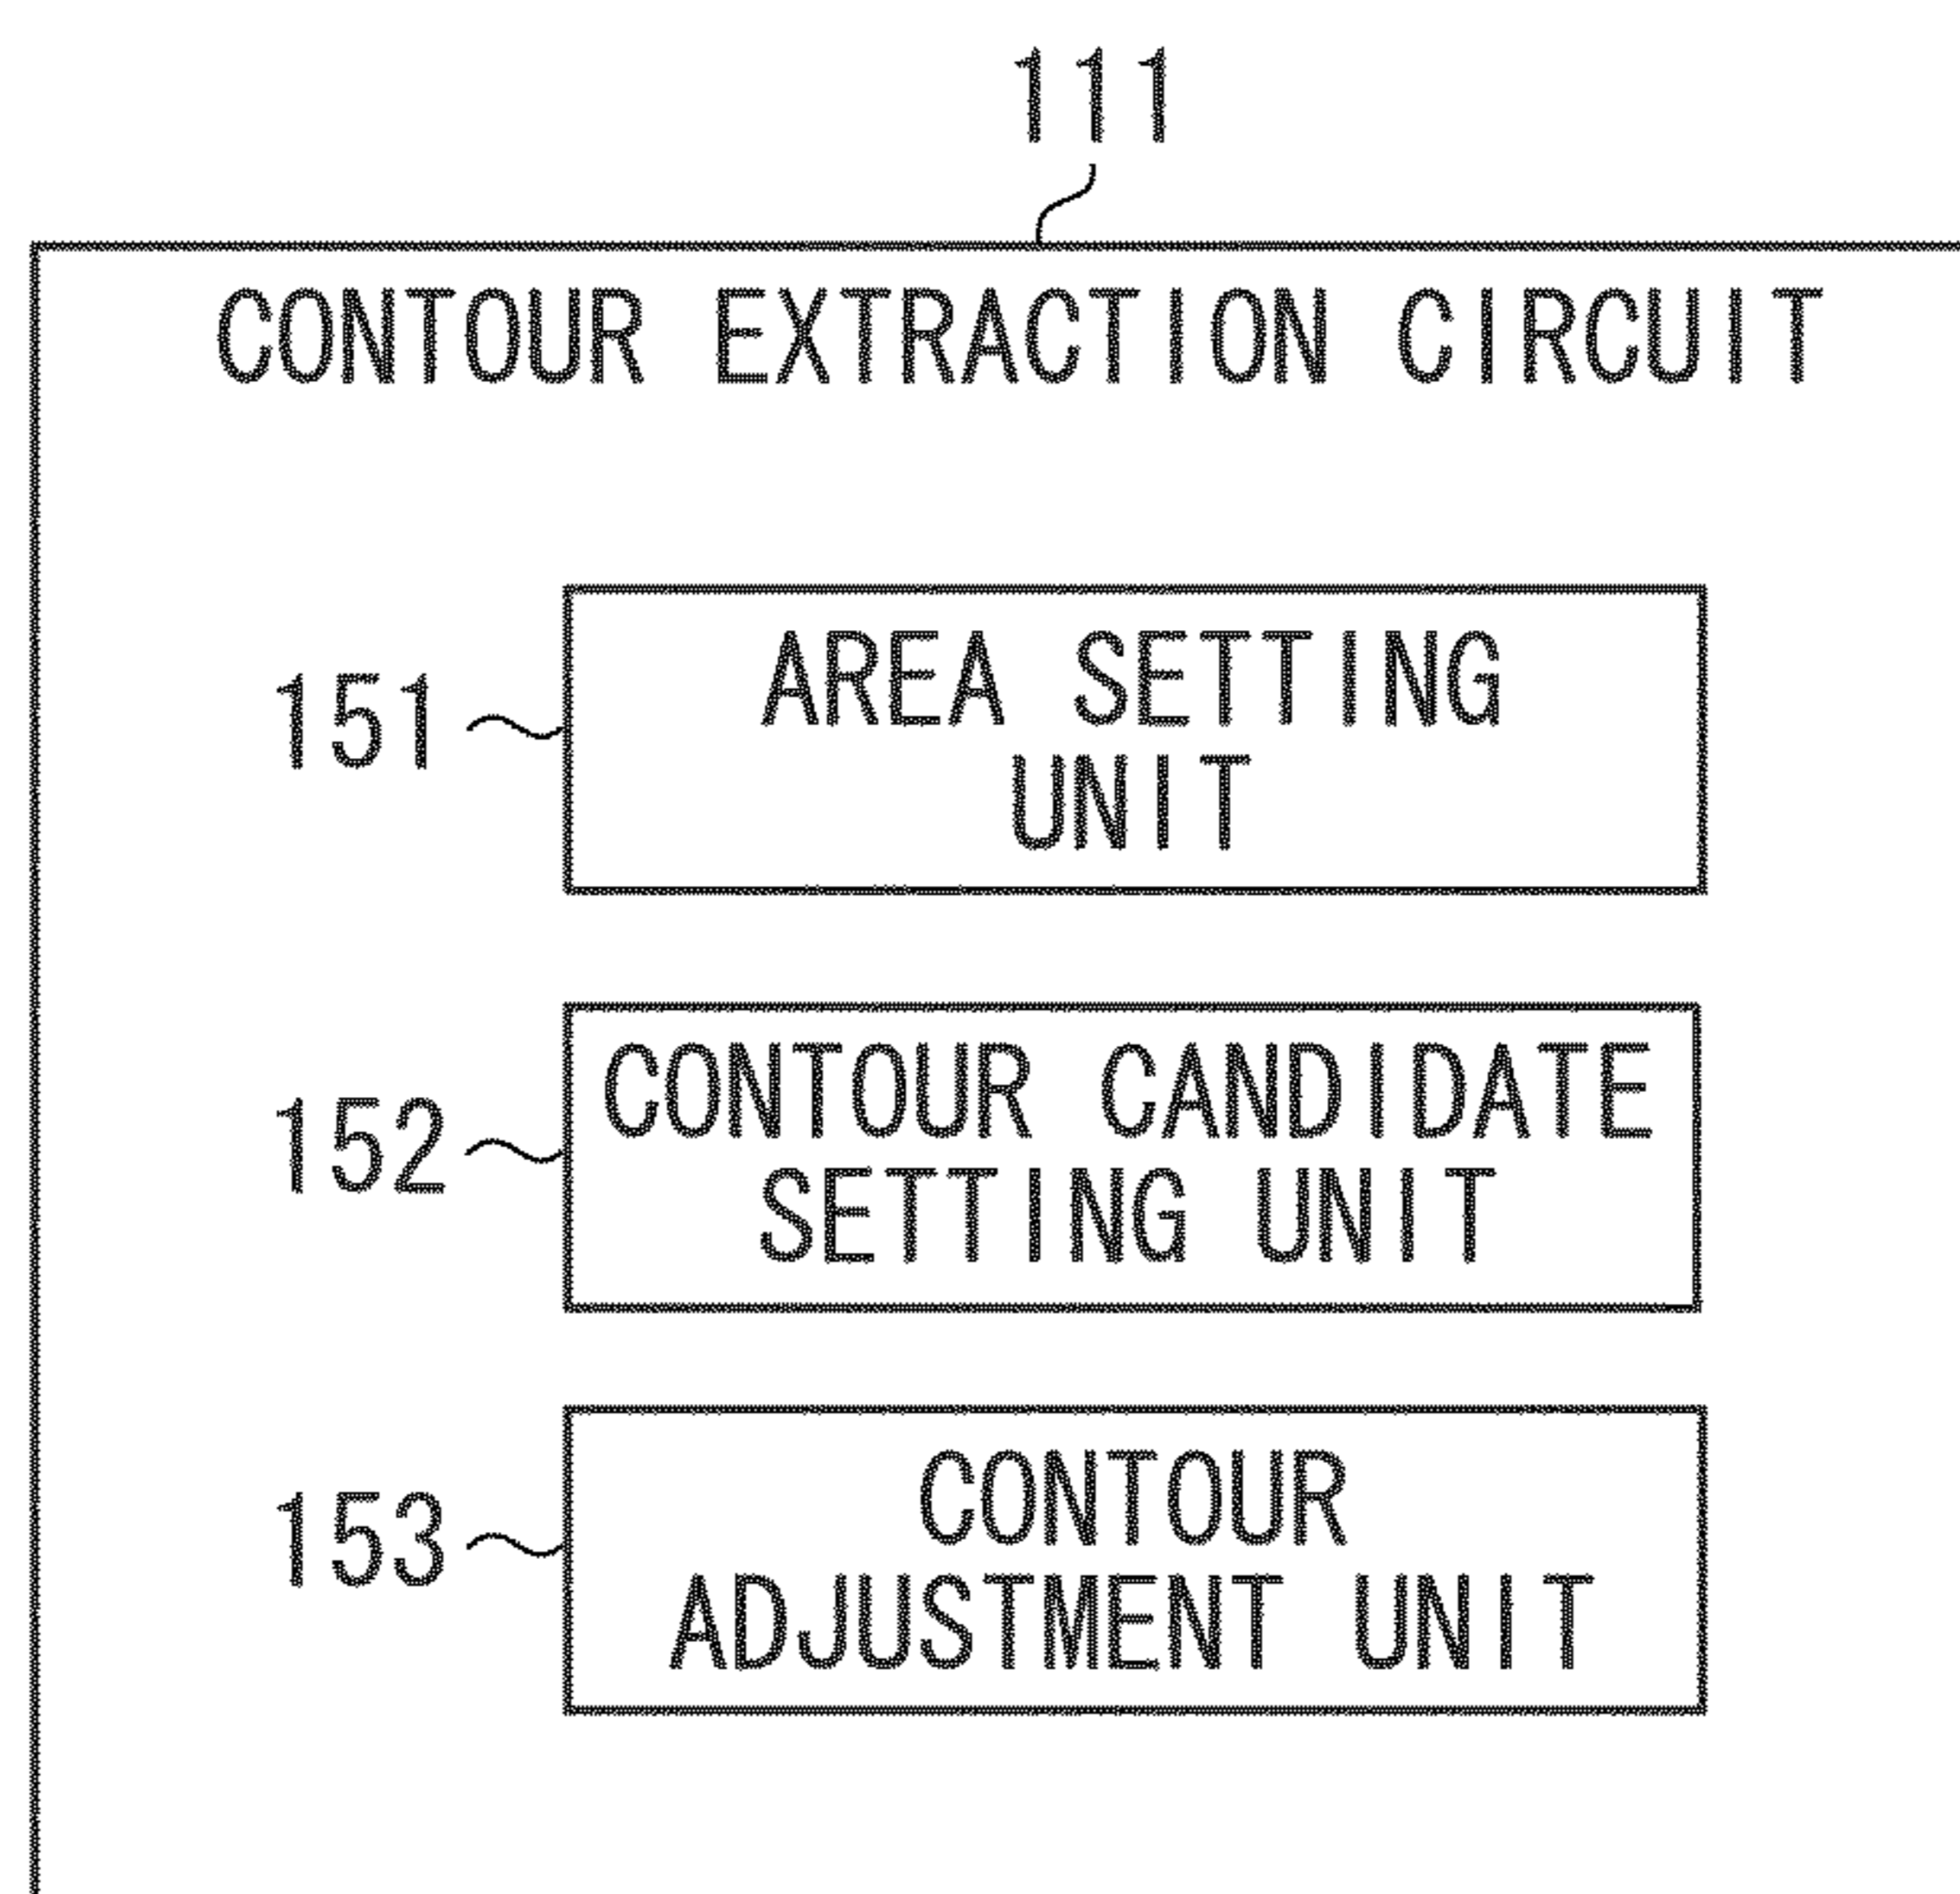 111
CONTOUR EXTRACTION CIRCUIT
151
AREA SETTING
UNIT
152
CONTOUR CANDIDATE
SETTING UNIT
153
CONTOUR
ADJUSTMENT UNIT